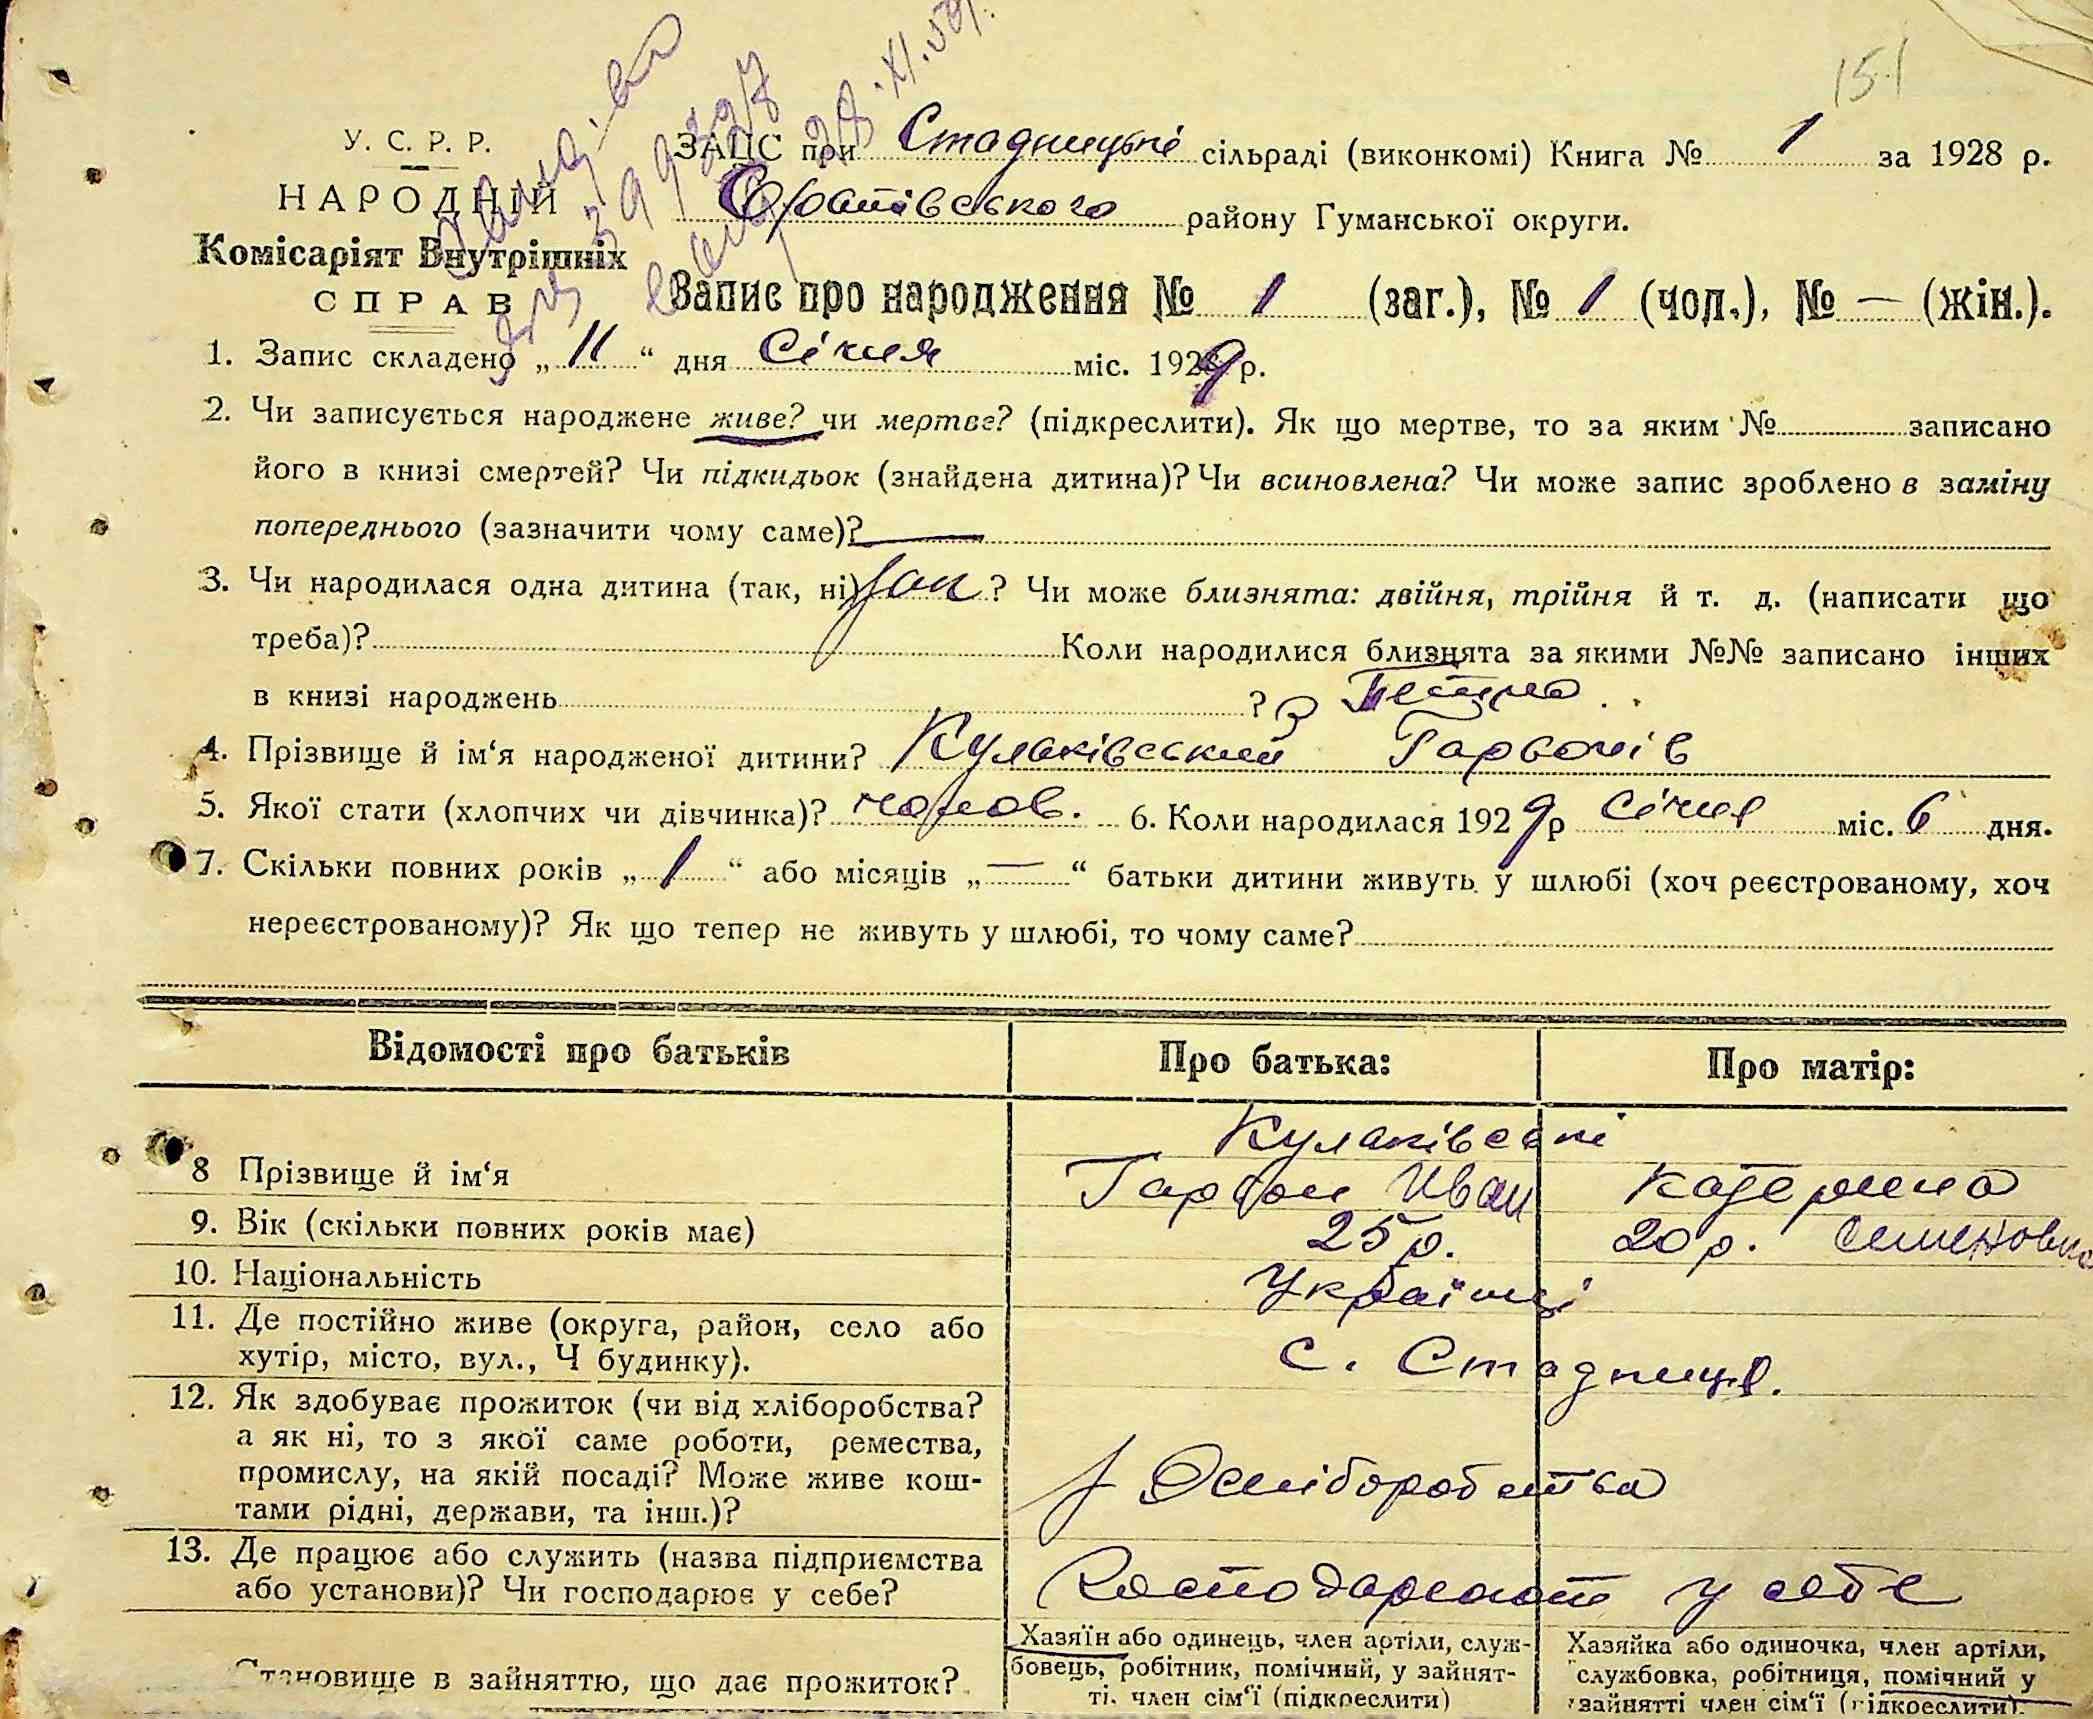 151
У. С. Р. Р.
НАРОДНІЙ
Комісаріят Внутрішніх
СПРАВ
ЗАЦС при Стадницькі сільраді (виконкомі) Книга № 1 за 1928 р.
району Гуманської округи.
Запис про народження № 1 (заг.), № 1 (чол.), № — (жін.).
1. Запис складено „ 11 “ дня Січня міс. 1929 р.
2. Чи записується народжене живе? чи мертве? (підкреслити). Як що мертве, то за яким № записано
його в книзі смертей? Чи підкидьок (знайдена дитина)? Чи всиновлена? Чи може запис зроблено в заміну
попереднього (зазначити чому саме)? —
3. Чи народилася одна дитина (так, ні) так ? Чи може близнята: двійня, трійня й т. д. (написати що
треба)? Коли народилися близнята за якими №№ записано інших
в книзі народжень ?
4. Прізвище й ім‘я народженої дитини? Кулаківський
5. Якої стати (хлопчих чи дівчинка)? чолов. 6. Коли народилася 1929 р Січня міс. 6 дня.
7. Скільки повних років „ 1 “ або місяців „ — “ батьки дитини живуть у шлюбі (хоч реєстрованому, хоч
нереєстрованому)? Як що тепер не живуть у шлюбі, то чому саме?
Відомості про батьків
Про батька:
Про матір:
8 Прізвище й ім‘я
Кулаківські
Иван
Катерина
Семеновна
9. Вік (скільки повних років має)
25 р.
20 р.
10. Національність
Українці
11. Де постійно живе (округа, район, село або
хутір, місто, вул., Ч будинку).
с. Стадниця.
12. Як здобуває прожиток (чи від хліборобства?
а як ні, то з якої саме роботи, ремества,
промислу, на якій посаді? Може живе кош-
тами рідні, держави, та інш.)?
13. Де працює або служить (назва підприємства
або установи)? Чи господарює у себе?
Господарюють у себе
Становище в зайняттю, що дає прожиток?
Хазяїн або одинець, член артіли, служ-
бовець, робітник, помічний, у зайнят-
ті, член сім‘ї (підкреслити)
Хазяйка або одиночка, член артіли,
службовка, робітниця, помічний у
зайнятті член сім‘ї (підкреслити).